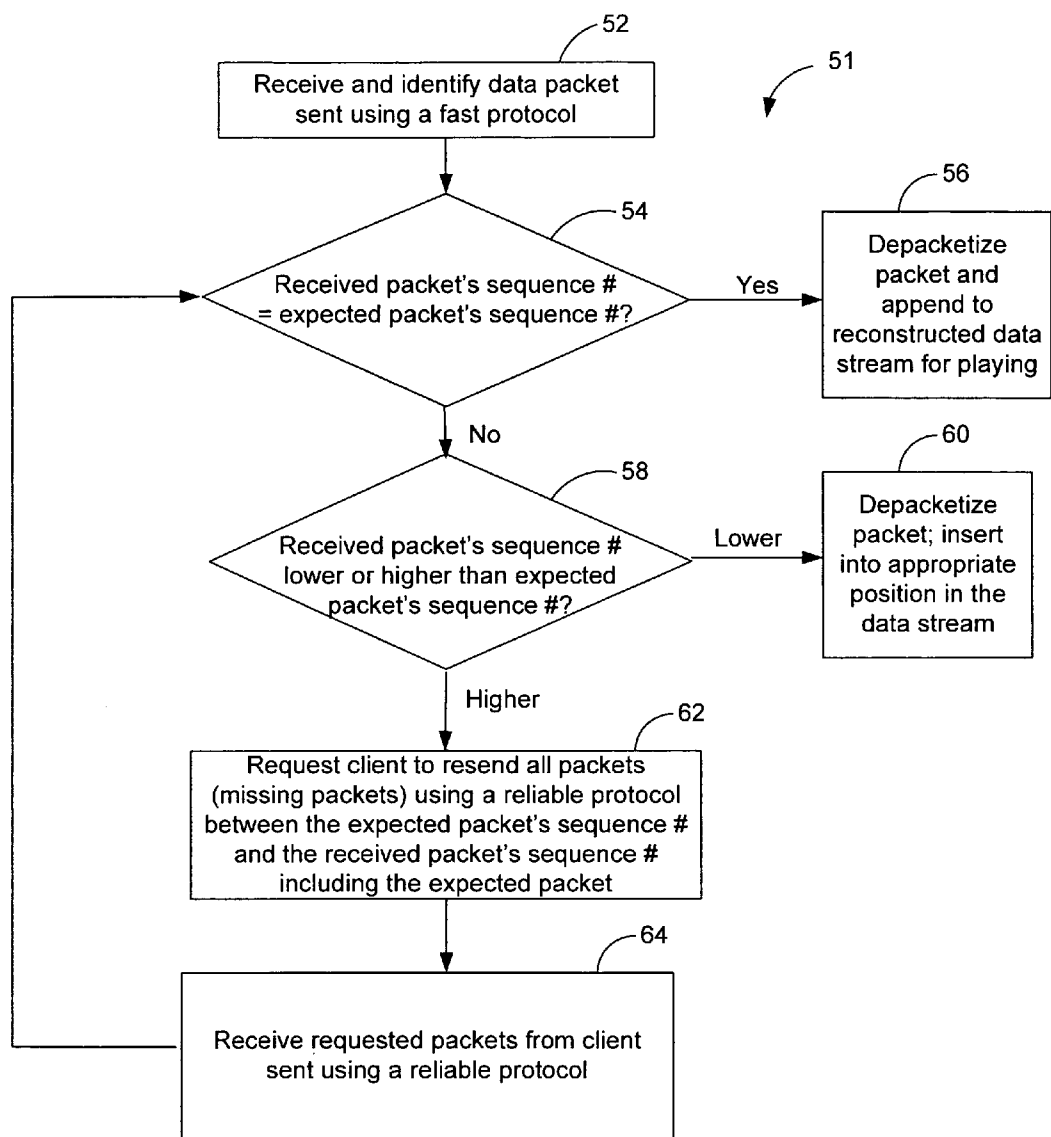 52
Receive and identify data packet
sent using a fast protocol
51
54
Received packet's sequence #
= expected packet's sequence #?
Yes
56
Depacketize
packet and
append to
reconstructed data
stream for playing
No
58
Received packet's sequence #
lower or higher than expected
packet's sequence #?
Lower
60
Depacketize
packet; insert
into appropriate
position in the
data stream
Higher
62
Request client to resend all packets
(missing packets) using a reliable protocol
between the expected packet's sequence #
and the received packet's sequence #
including the expected packet
64
Receive requested packets from client
sent using a reliable protocol